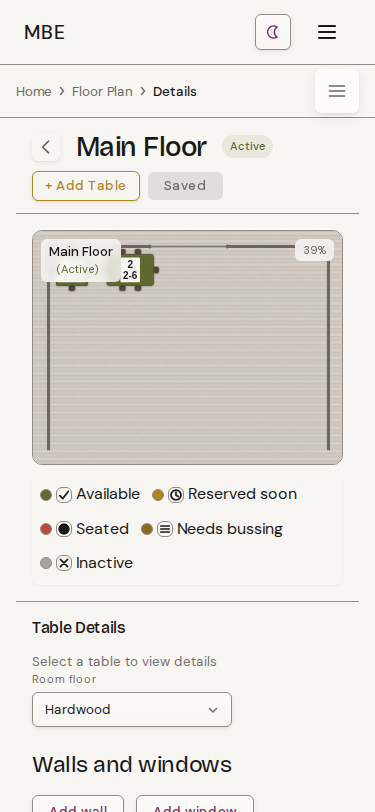 MBE
Home > Floor Plan > Details
Main Floor Active
+ Add Table Saved
Main Floor
(Active)
39%
2
2-6
Available Reserved soon
Seated Needs bussing
Inactive
Table Details
Select a table to view details
Room floor
Hardwood
Walls and windows
Add wall Add window